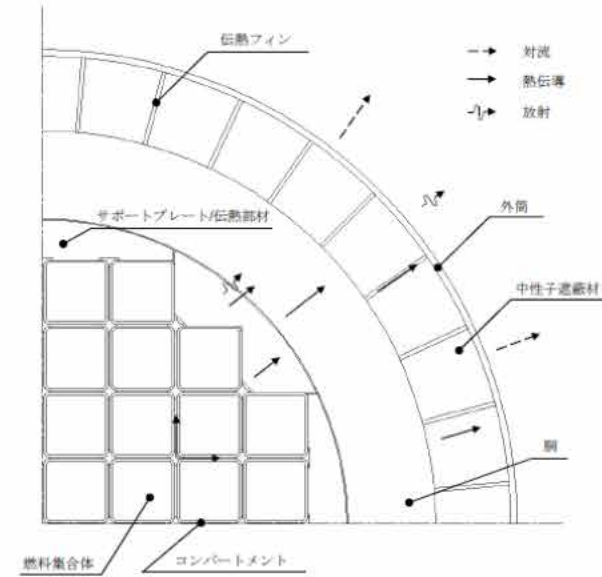 伝熱フィン
対流
熱伝導
放射
サポートプレート/伝熱部材
外筒
中性子遮蔽材
胴
燃料集合体
コンパートメント